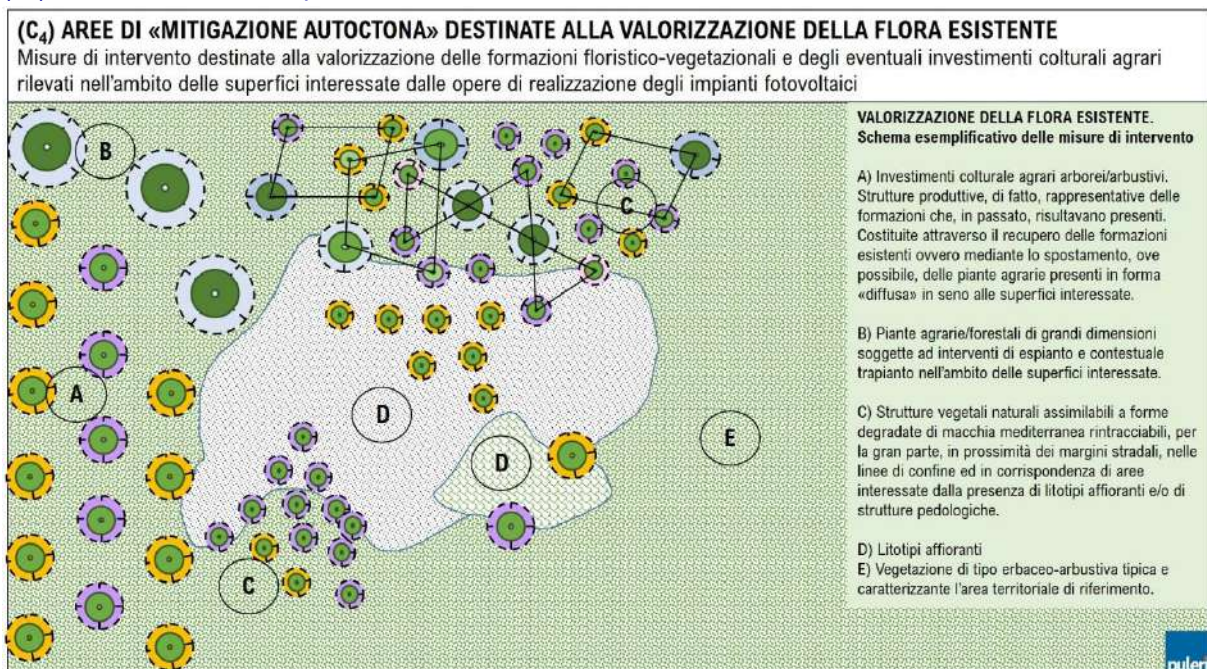 (C4) AREE DI «MITIGAZIONE AUTOCTONA» DESTINATE ALLA VALORIZZAZIONE DELLA FLORA ESISTENTE
Misure di intervento destinate alla valorizzazione delle formazioni floristico-vegetazionali e degli eventuali investimenti colturali agrari
rilevati nell'ambito delle superfici interessate dalle opere di realizzazione degli impianti fotovoltaici
VALORIZZAZIONE DELLA FLORA ESISTENTE.
Schema esemplificativo delle misure di intervento
A) Investimenti colturale agrari arborei/arbustivi.
Strutture produttive, di fatto, rappresentative delle
formazioni che, in passato, risultavano presenti.
Costituite attraverso il recupero delle formazioni
esistenti ovvero mediante lo spostamento, ove
possibile, delle piante agrarie presenti in forma
«diffusa» in seno alle superfici interessate.
B) Piante agrarie/forestali di grandi dimensioni
soggette ad interventi di espianto e contestuale
trapianto nell'ambito delle superfici interessate.
C) Strutture vegetali naturali assimilabili a forme
degradate di macchia mediterranea rintracciabili, per
la gran parte, in prossimità dei margini stradali, nelle
linee di confine ed in corrispondenza di aree
interessate dalla presenza di litotipi affioranti e/o di
strutture pedologiche.
D) Litotipi affioranti
E) Vegetazione di tipo erbaceo-arbustiva tipica e
caratterizzante l'area territoriale di riferimento.
B
C
A
D
E
D
C